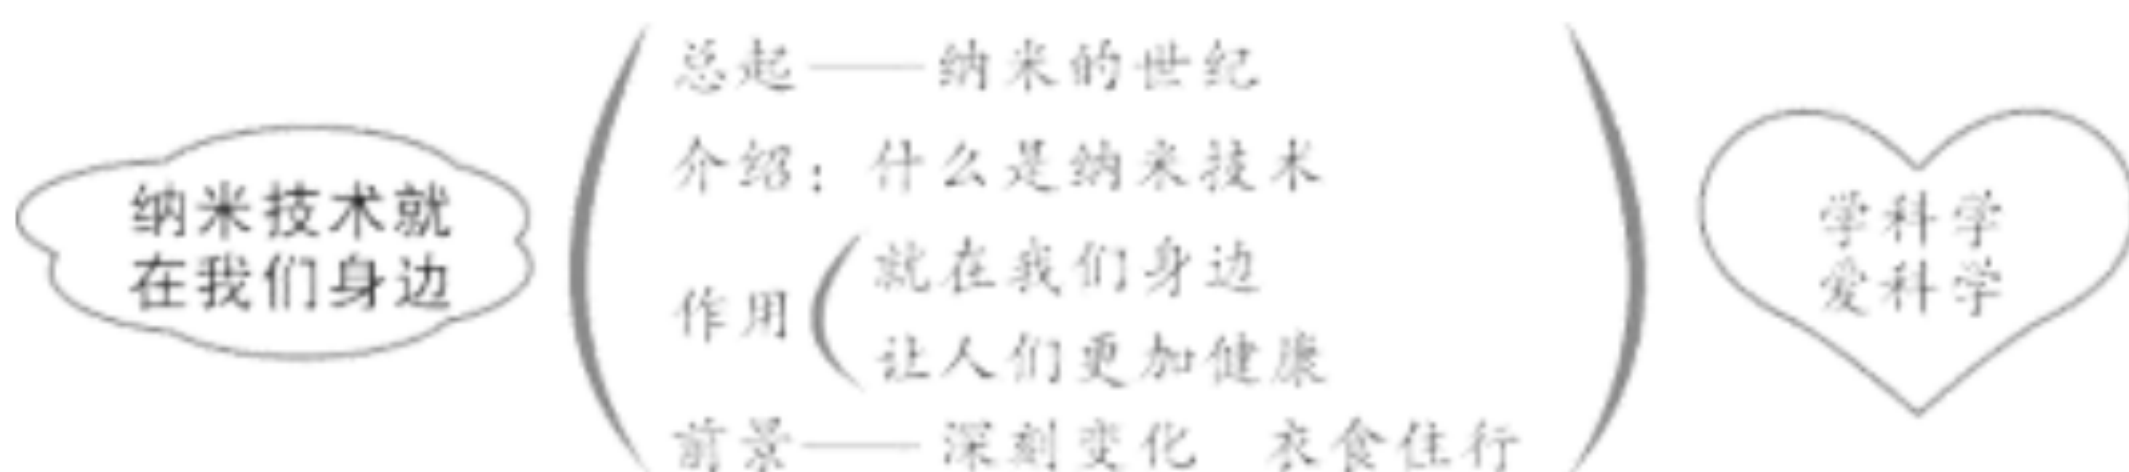 纳米技术就
在我们身边
总起——纳米的世纪
介绍：什么是纳米技术
作用
就在我们身边
让人们更加健康
前景——深刻变化 衣食住行
学科学
爱科学